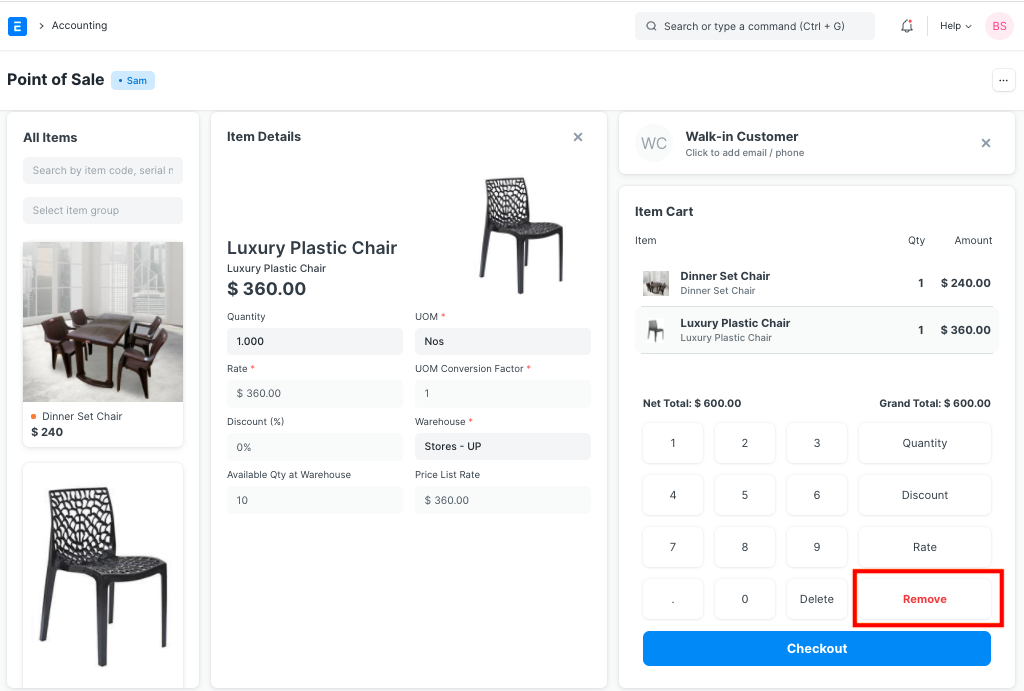 E
Accounting
Search or type a command (Ctrl + G)
Help
BS
Point of Sale
• Sam
...
All Items
Search by item code, serial n
Select item group
Dinner Set Chair
$ 240
Item Details
Luxury Plastic Chair
Luxury Plastic Chair
$ 360.00
Quantity
UOM *
1.000
Nos
Rate *
UOM Conversion Factor *
$ 360.00
1
Discount (%)
Warehouse *
0%
Stores - UP
Available Qty at Warehouse
Price List Rate
10
$ 360.00
WC
Walk-in Customer
Click to add email / phone
Item Cart
Item Qty Amount
Dinner Set Chair
Dinner Set Chair
1 $ 240.00
Luxury Plastic Chair
Luxury Plastic Chair
1 $ 360.00
Net Total: $ 600.00
Grand Total: $ 600.00
1 2 3 Quantity
4 5 6 Discount
7 8 9 Rate
. 0 Delete Remove
Checkout